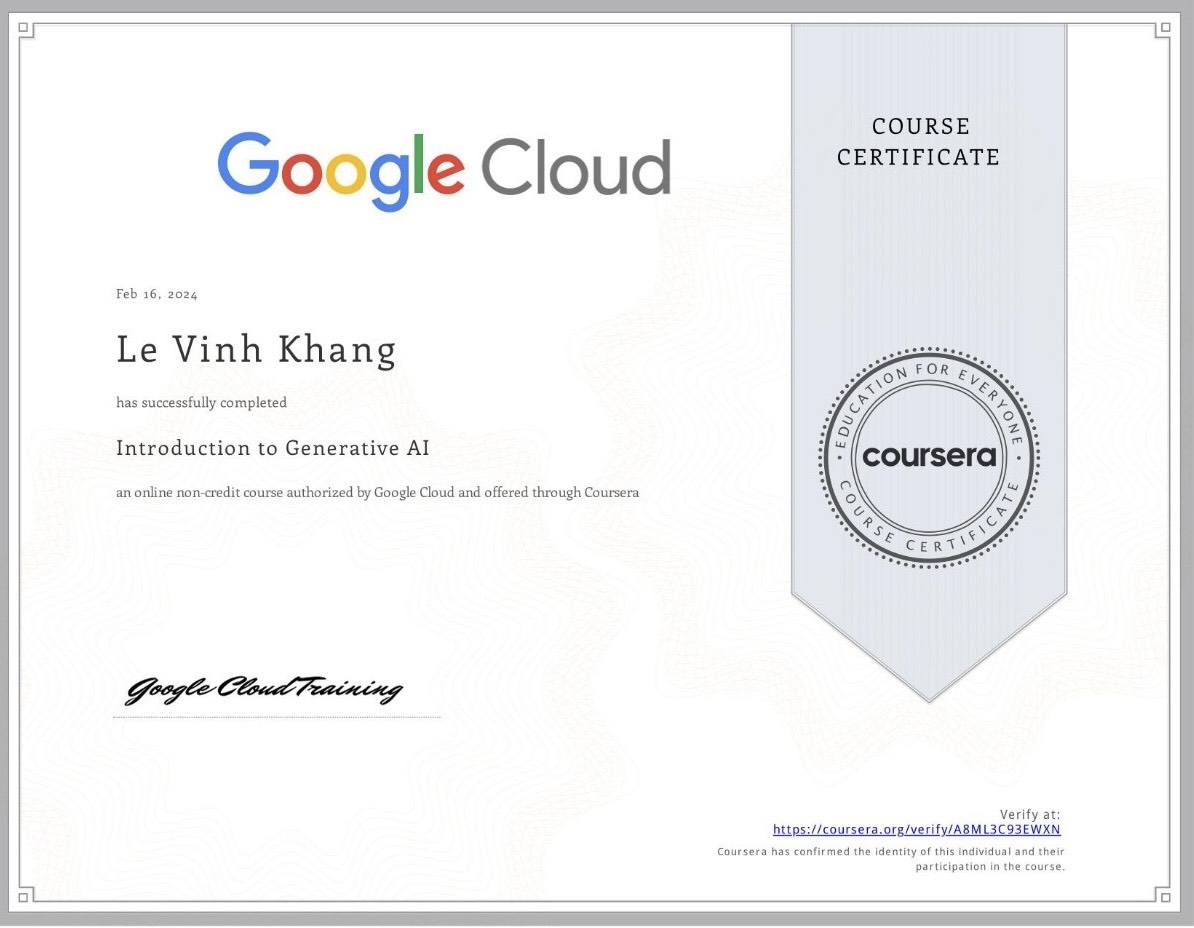 Google Cloud
COURSE
CERTIFICATE
Feb 16, 2024
Le Vinh Khang
has successfully completed
Introduction to Generative AI
an online non-credit course authorized by Google Cloud and offered through Coursera
EDUCATION FOR EVERYONE
coursera
COURSE CERTIFICATE
Google Cloud Training
Verify at:
https://coursera.org/verify/A8ML3C93EWXN
Coursera has confirmed the identity of this individual and their
participation in the course.